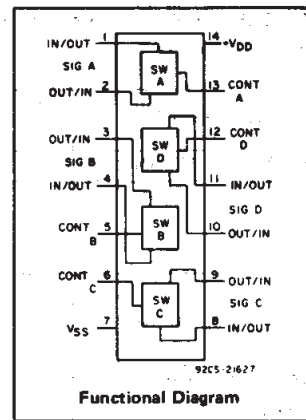 IN/OUT 1 14 VDD
SIG A SW A
OUT/IN 2 13 CONT A
OUT/IN 3 12 CONT D
SIG B SW D
IN/OUT 4 11 IN/OUT
SIG D
CONT B 5 SW B 10 OUT/IN
CONT C 6 9 OUT/IN
SW C SIG C
VSS 7 8 IN/OUT
92CS-21627
Functional Diagram